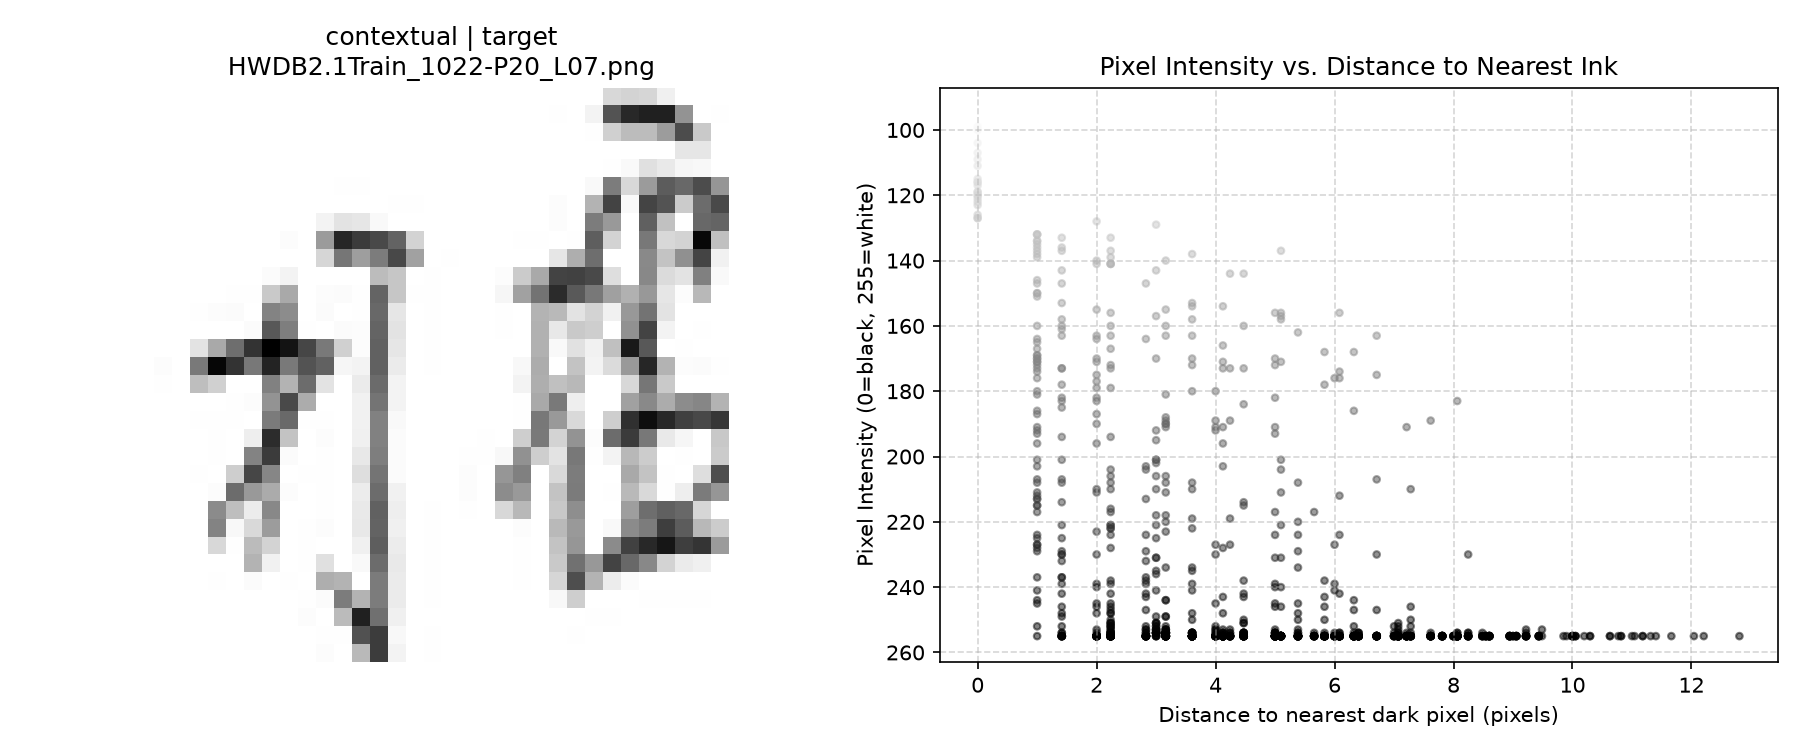 contextual | target
HWDB2.1Train_1022-P20_L07.png
Pixel Intensity vs. Distance to Nearest Ink
Pixel Intensity (0=black, 255=white)
100
120
140
160
180
200
220
240
260
0 2 4 6 8 10 12
Distance to nearest dark pixel (pixels)